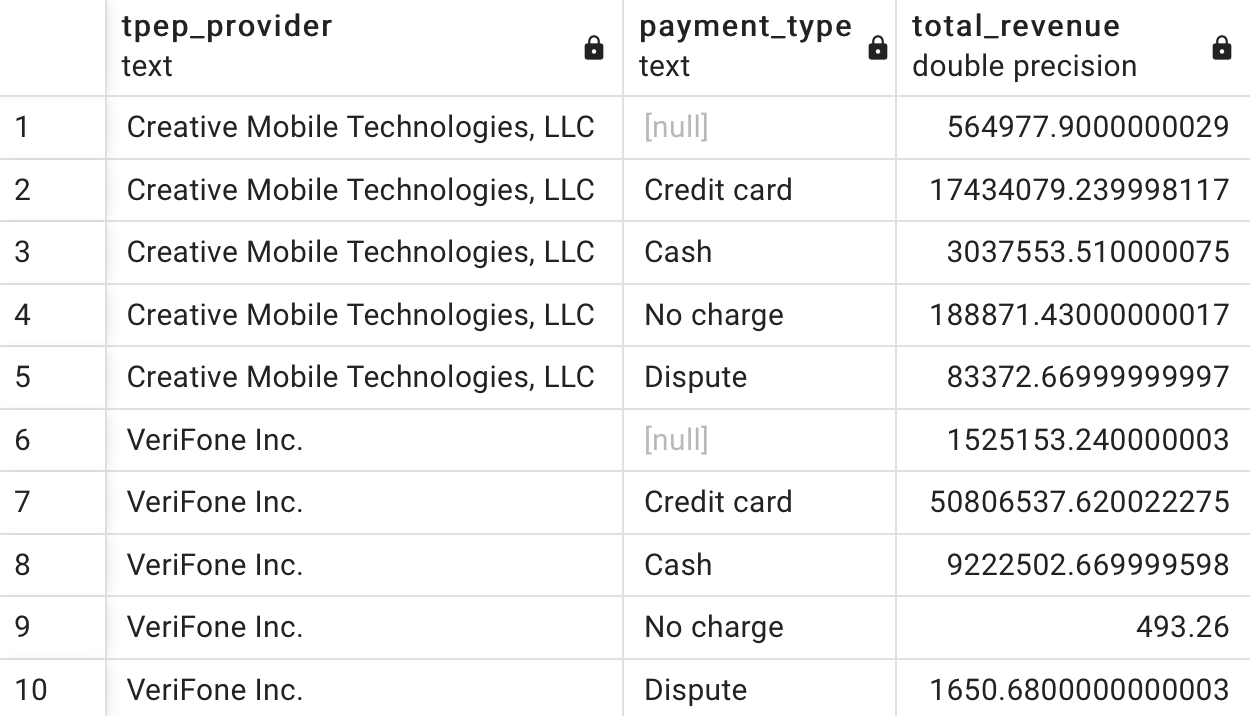 tpep_provider payment_type total_revenue
text text double precision
1 Creative Mobile Technologies, LLC [null] 564977.9000000029
2 Creative Mobile Technologies, LLC Credit card 17434079.239998117
3 Creative Mobile Technologies, LLC Cash 3037553.510000075
4 Creative Mobile Technologies, LLC No charge 188871.43000000017
5 Creative Mobile Technologies, LLC Dispute 83372.66999999997
6 VeriFone Inc. [null] 1525153.240000003
7 VeriFone Inc. Credit card 50806537.620022275
8 VeriFone Inc. Cash 9222502.669999598
9 VeriFone Inc. No charge 493.26
10 VeriFone Inc. Dispute 1650.6800000000003